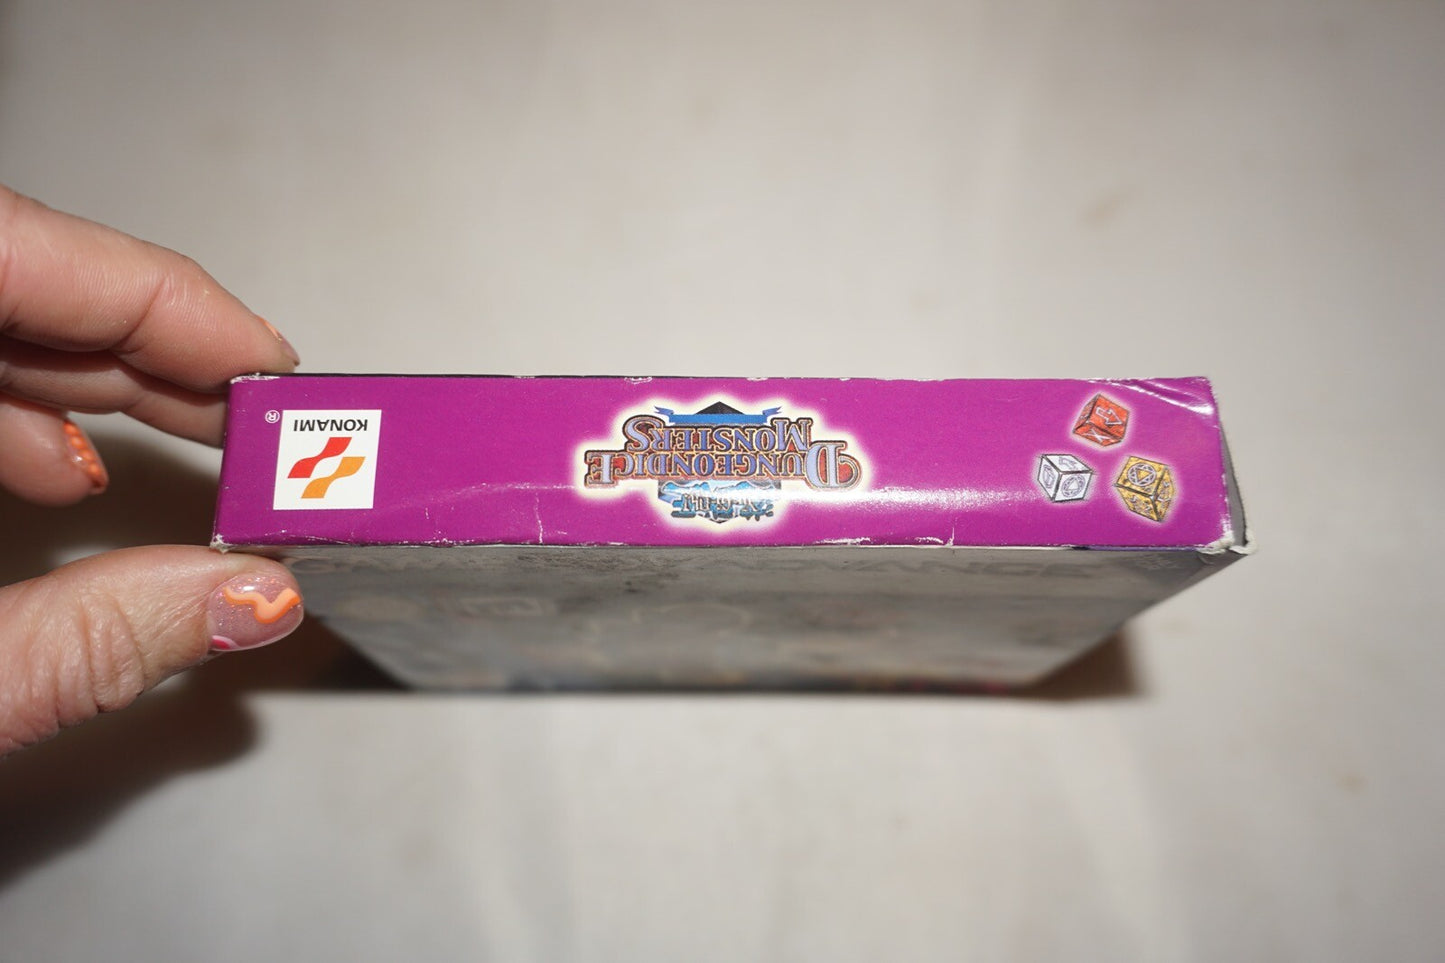 Yu-Gi-Oh!
DUNGEONDICE
MONSTERS
KONAMI
®